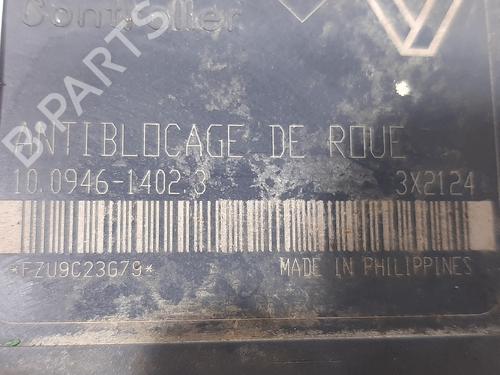 Controller
ANTIBLOCAGE DE ROUE
10.0946-1402.3 3X2124
*FZU9C23G79* MADE IN PHILIPPINES
B-PARTS